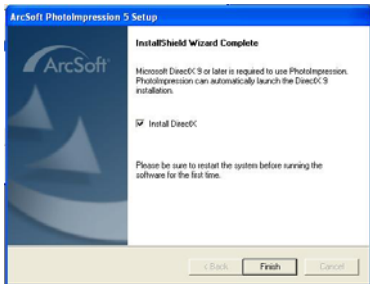 ArcSoft PhotoImpression 5 Setup
ArcSoft
InstallShield Wizard Complete
Microsoft DirectX 9 or later is required to use PhotoImpression.
PhotoImpression can automatically launch the DirectX 9
installation.
Install DirectX
Please be sure to restart the system before running the
software for the first time.
< Back
Finish
Cancel